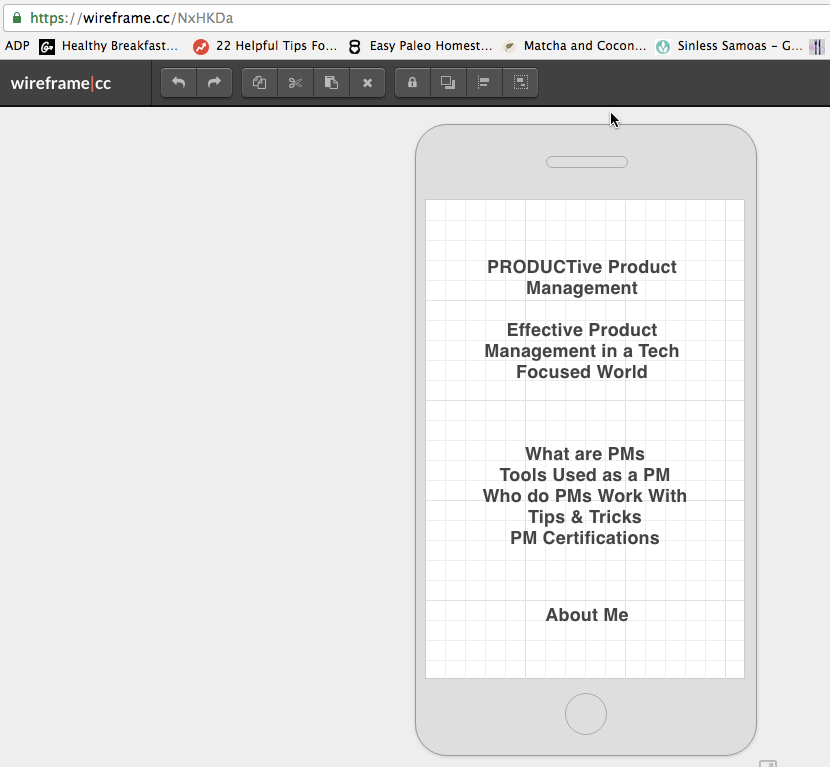 https://wireframe.cc/NxHKDa
ADP Healthy Breakfast... 22 Helpful Tips Fo... Easy Paleo Homest... Matcha and Cocon... Sinless Samoas – G...
wireframe|cc
PRODUCTive Product
Management
Effective Product
Management in a Tech
Focused World
What are PMs
Tools Used as a PM
Who do PMs Work With
Tips & Tricks
PM Certifications
About Me